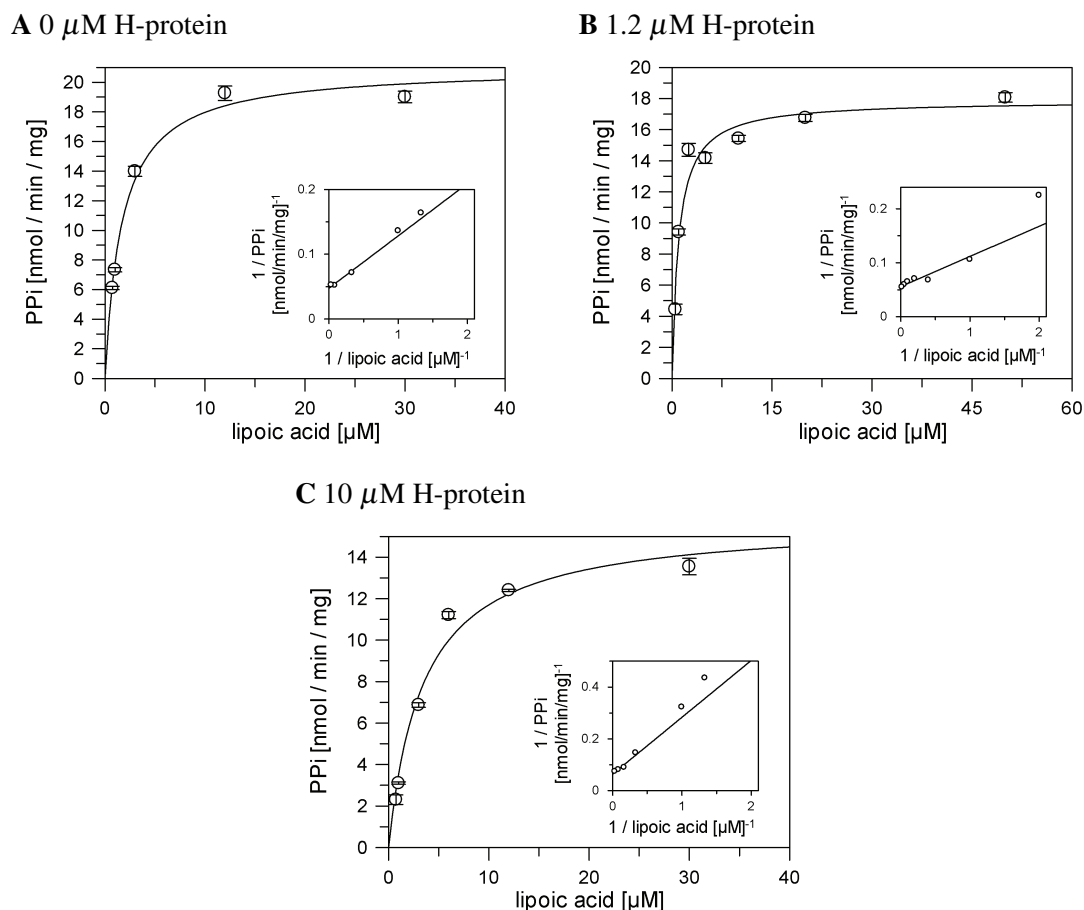 A 0 μM H-protein
20
18
16
14
12
10
8
6
4
2
0
PPi [nmol / min / mg]
0 10 20 30 40
lipoic acid [μM]
0.2
0.1
0
1 / PPi
[nmol/min/mg]-1
0 1 2
1 / lipoic acid [μM]-1
B 1.2 μM H-protein
20
18
16
14
12
10
8
6
4
2
0
PPi [nmol / min / mg]
0 15 30 45 60
lipoic acid [μM]
0.2
0.1
0
1 / PPi
[nmol/min/mg]-1
0 1 2
1 / lipoic acid [μM]-1
C 10 μM H-protein
14
12
10
8
6
4
2
0
PPi [nmol / min / mg]
0 10 20 30 40
lipoic acid [μM]
0.4
0.2
0
1 / PPi
[nmol/min/mg]-1
0 1 2
1 / lipoic acid [μM]-1